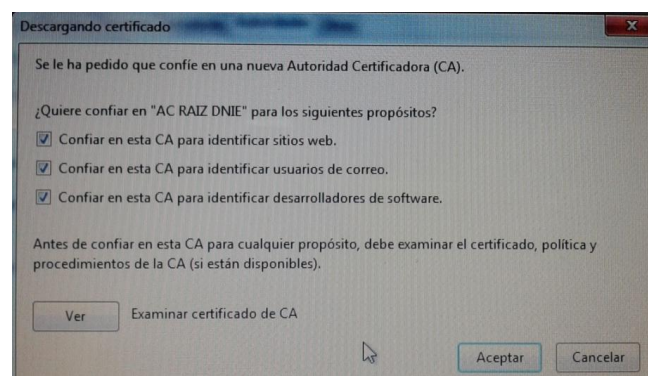 Descargando certificado
Se le ha pedido que confíe en una nueva Autoridad Certificadora (CA).
¿Quiere confiar en "AC RAIZ DNIE" para los siguientes propósitos?
Confiar en esta CA para identificar sitios web.
Confiar en esta CA para identificar usuarios de correo.
Confiar en esta CA para identificar desarrolladores de software.
Antes de confiar en esta CA para cualquier propósito, debe examinar el certificado, política y
procedimientos de la CA (si están disponibles).
Ver Examinar certificado de CA
Aceptar Cancelar